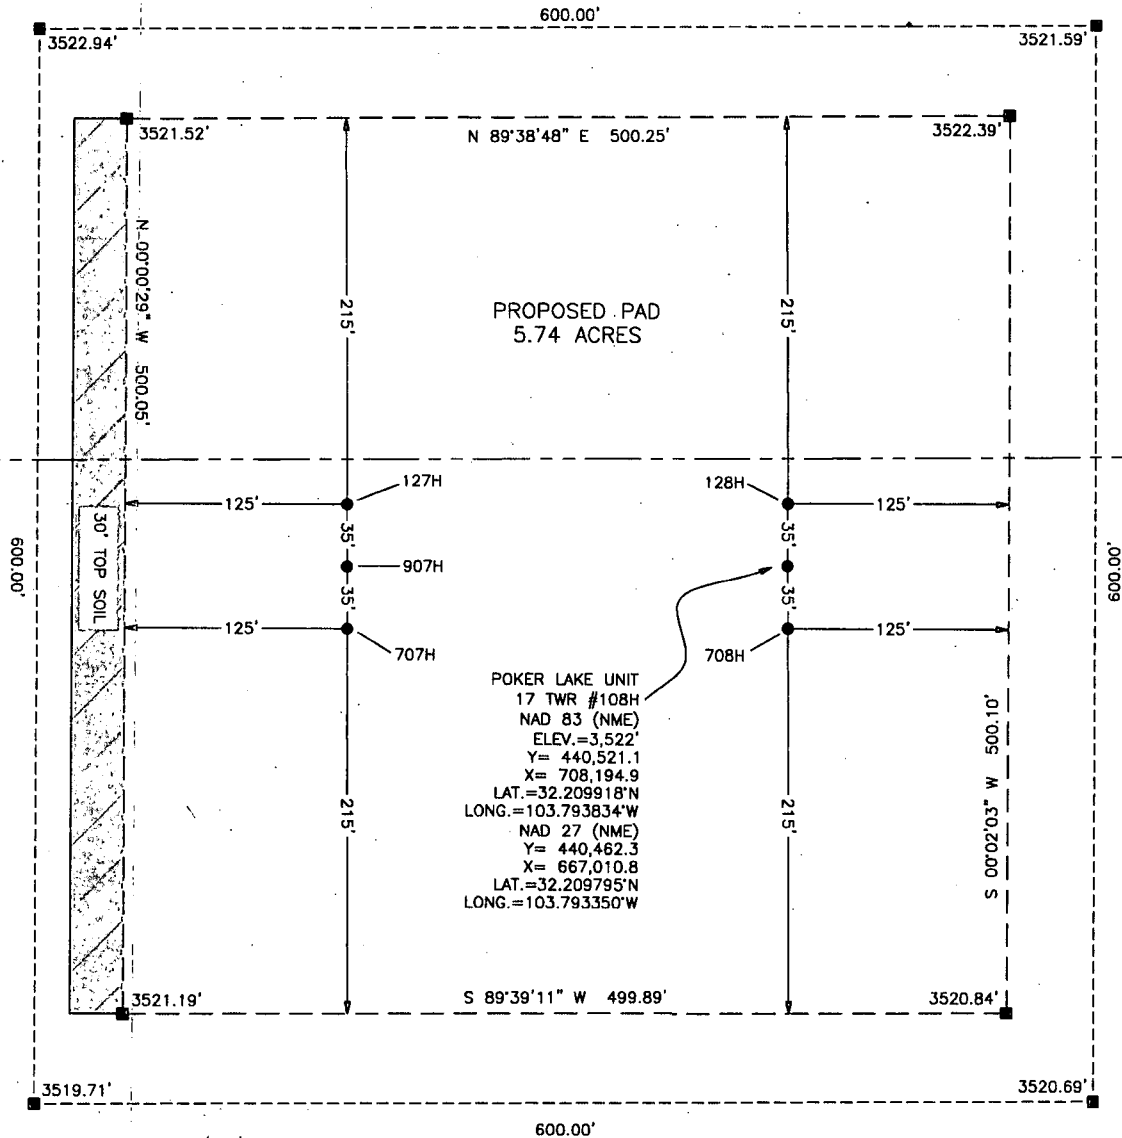 600.00'
3522.94'
3521.59'
3521.52'
N 89°38'48" E 500.25'
3522.39'
N 00°00'29" W 500.05'
215'
PROPOSED PAD
5.74 ACRES
215'
127H
128H
125'
125'
35'
35'
907H
30' TOP SOIL
600.00'
600.00'
35'
35'
125'
125'
707H
708H
POKER LAKE UNIT
17 TWR #108H
NAD 83 (NME)
ELEV.=3,522'
Y= 440,521.1
X= 708,194.9
LAT.=32.209918°N
LONG.=103.793834°W
NAD 27 (NME)
Y= 440,462.3
X= 667,010.8
LAT.=32.209795°N
LONG.=103.793350°W
215'
215'
S 00°02'03" W 500.10'
3521.19'
S 89°39'11" W 499.89'
3520.84'
3519.71'
3520.69'
600.00'